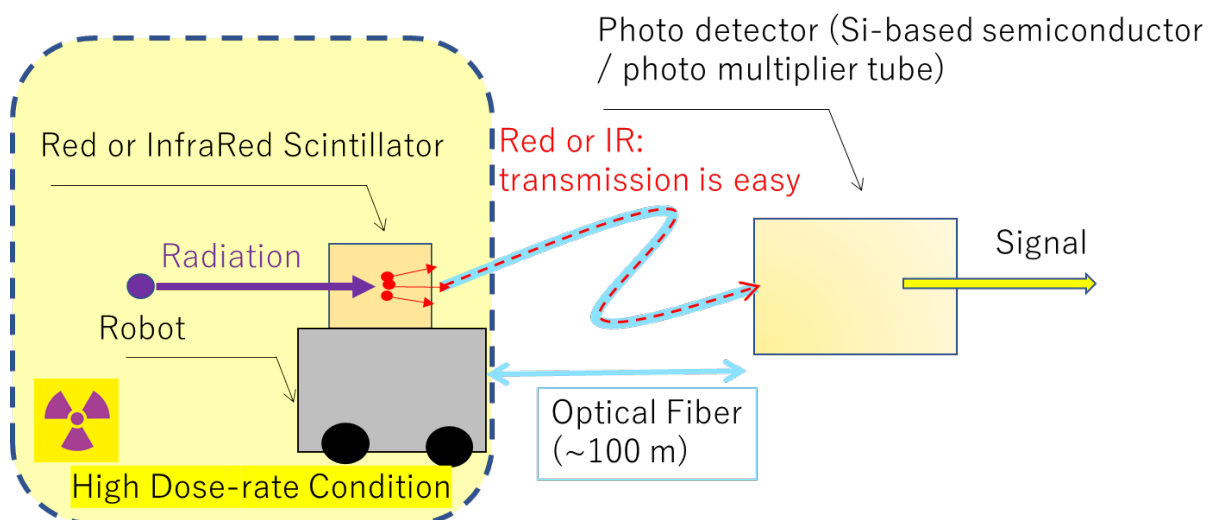 Photo detector (Si-based semiconductor
/ photo multiplier tube)
Red or InfraRed Scintillator
Red or IR:
transmission is easy
Radiation
Signal
Robot
Optical Fiber
(~100 m)
High Dose-rate Condition